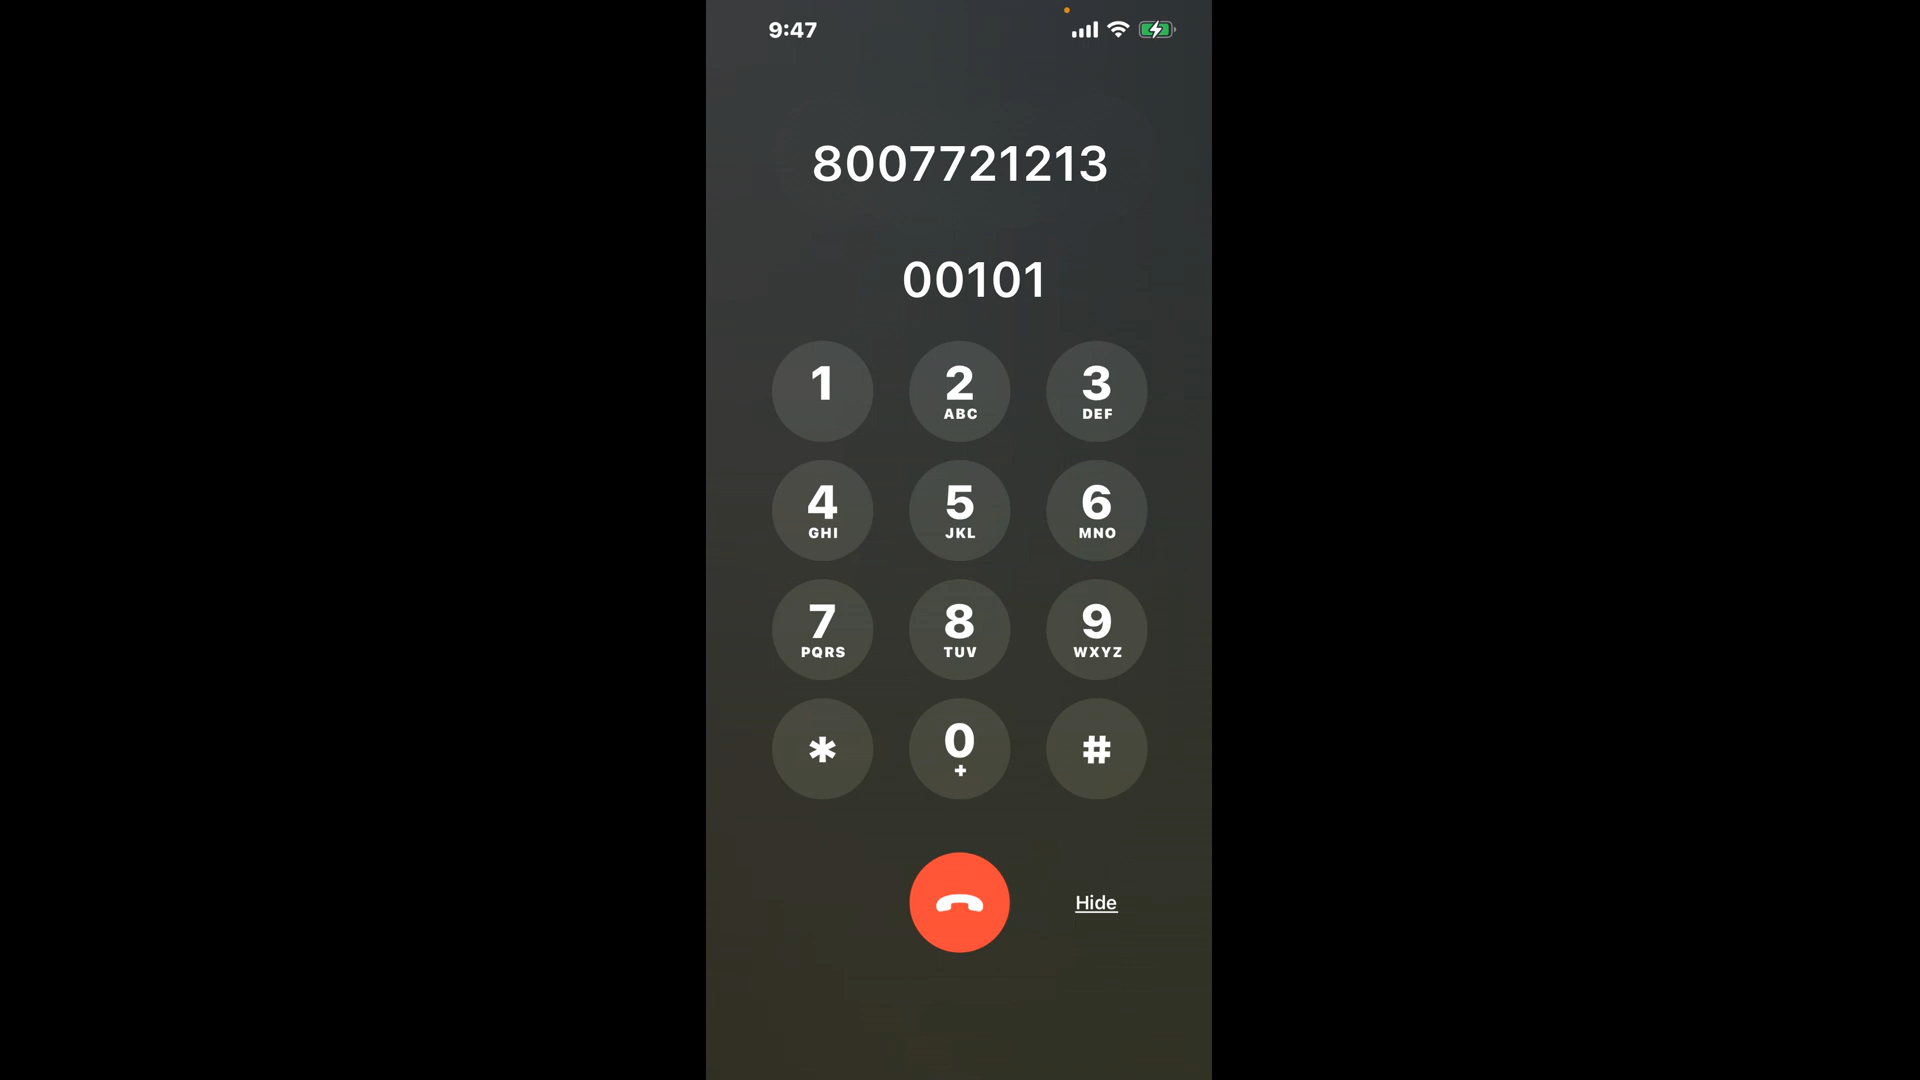 9:47
8007721213
00101
1 2 3
ABC DEF
4 5 6
GHI JKL MNO
7 8 9
PQRS TUV WXYZ
* 0 #
+
Hide